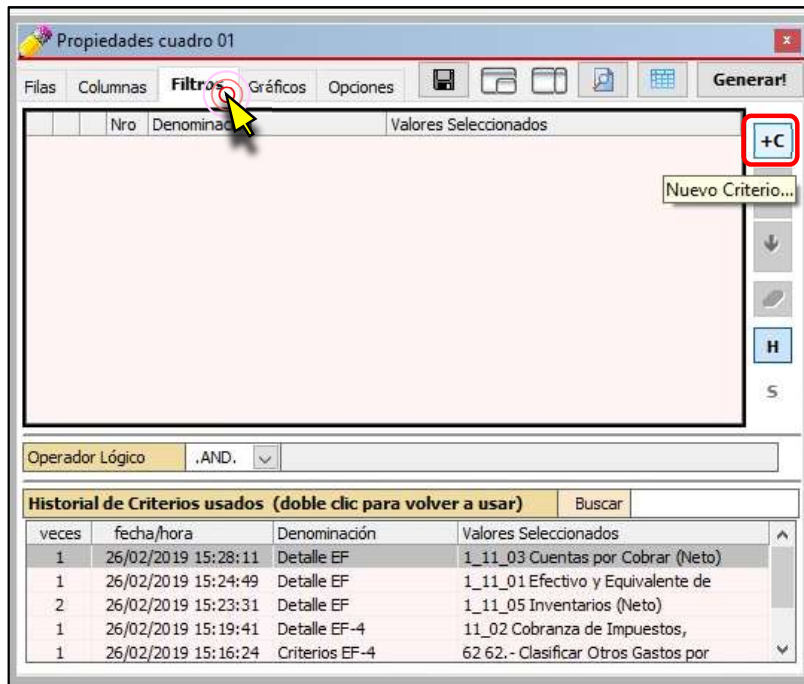 Propiedades cuadro 01
x
Filas Columnas Filtros Gráficos Opciones Generar!
Nro Denominac Valores Seleccionados
+C
Nuevo Criterio...
H
S
Operador Lógico .AND.
Historial de Criterios usados (doble clic para volver a usar) Buscar
veces fecha/hora Denominación Valores Seleccionados
1 26/02/2019 15:28:11 Detalle EF 1_11_03 Cuentas por Cobrar (Neto)
1 26/02/2019 15:24:49 Detalle EF 1_11_01 Efectivo y Equivalente de
2 26/02/2019 15:23:31 Detalle EF 1_11_05 Inventarios (Neto)
1 26/02/2019 15:19:41 Detalle EF-4 11_02 Cobranza de Impuestos,
1 26/02/2019 15:16:24 Criterios EF-4 62 62.- Clasificar Otros Gastos por